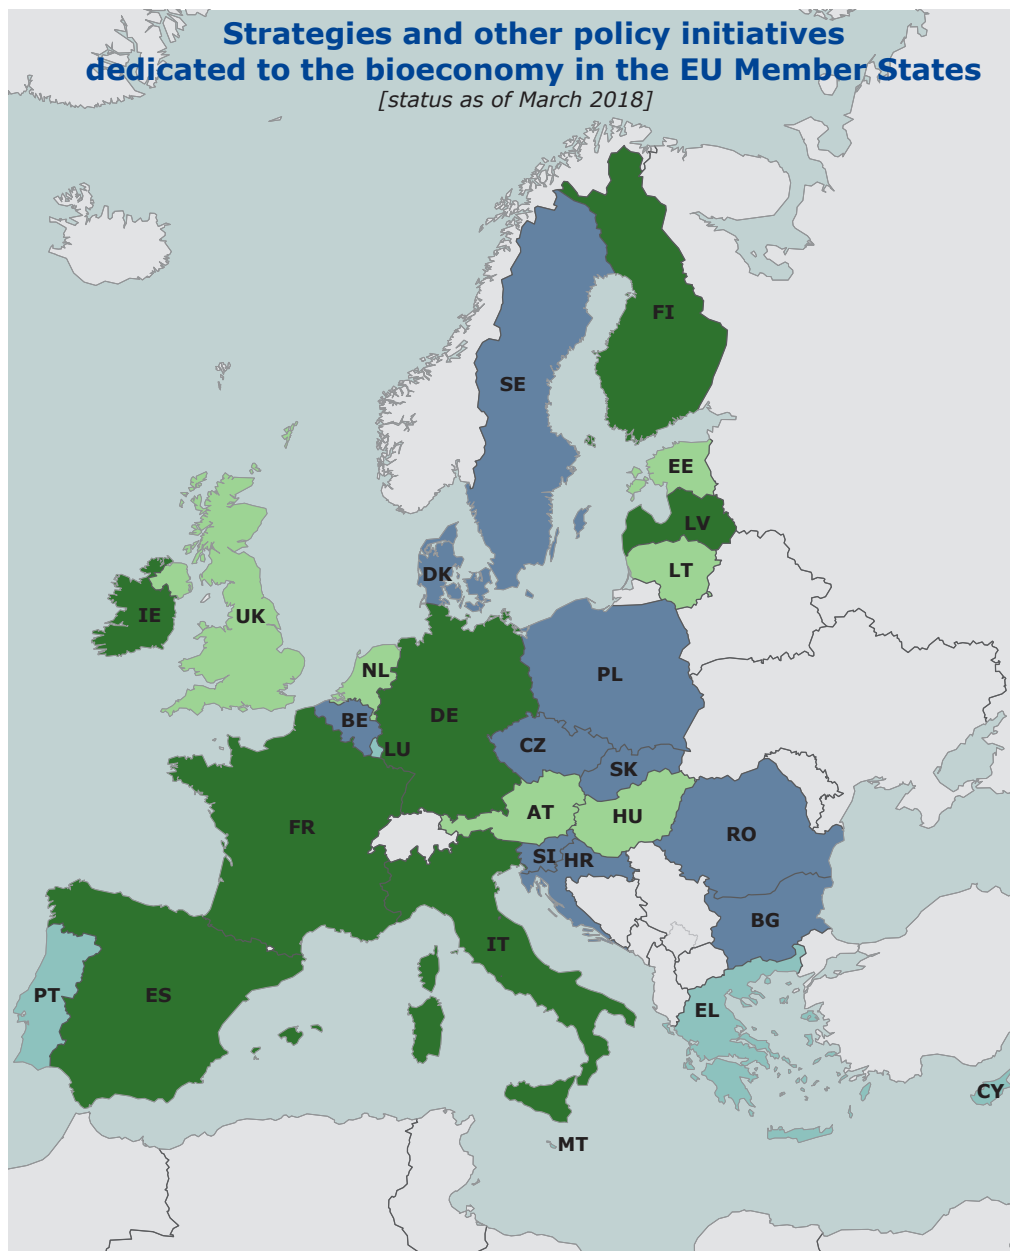 Strategies and other policy initiatives
dedicated to the bioeconomy in the EU Member States
[status as of March 2018]
FI
SE
EE
LV
DK
LT
IE
UK
NL
PL
DE
BE
CZ
LU
SK
AT
HU
FR
RO
SI
HR
BG
IT
PT
ES
EL
CY
MT